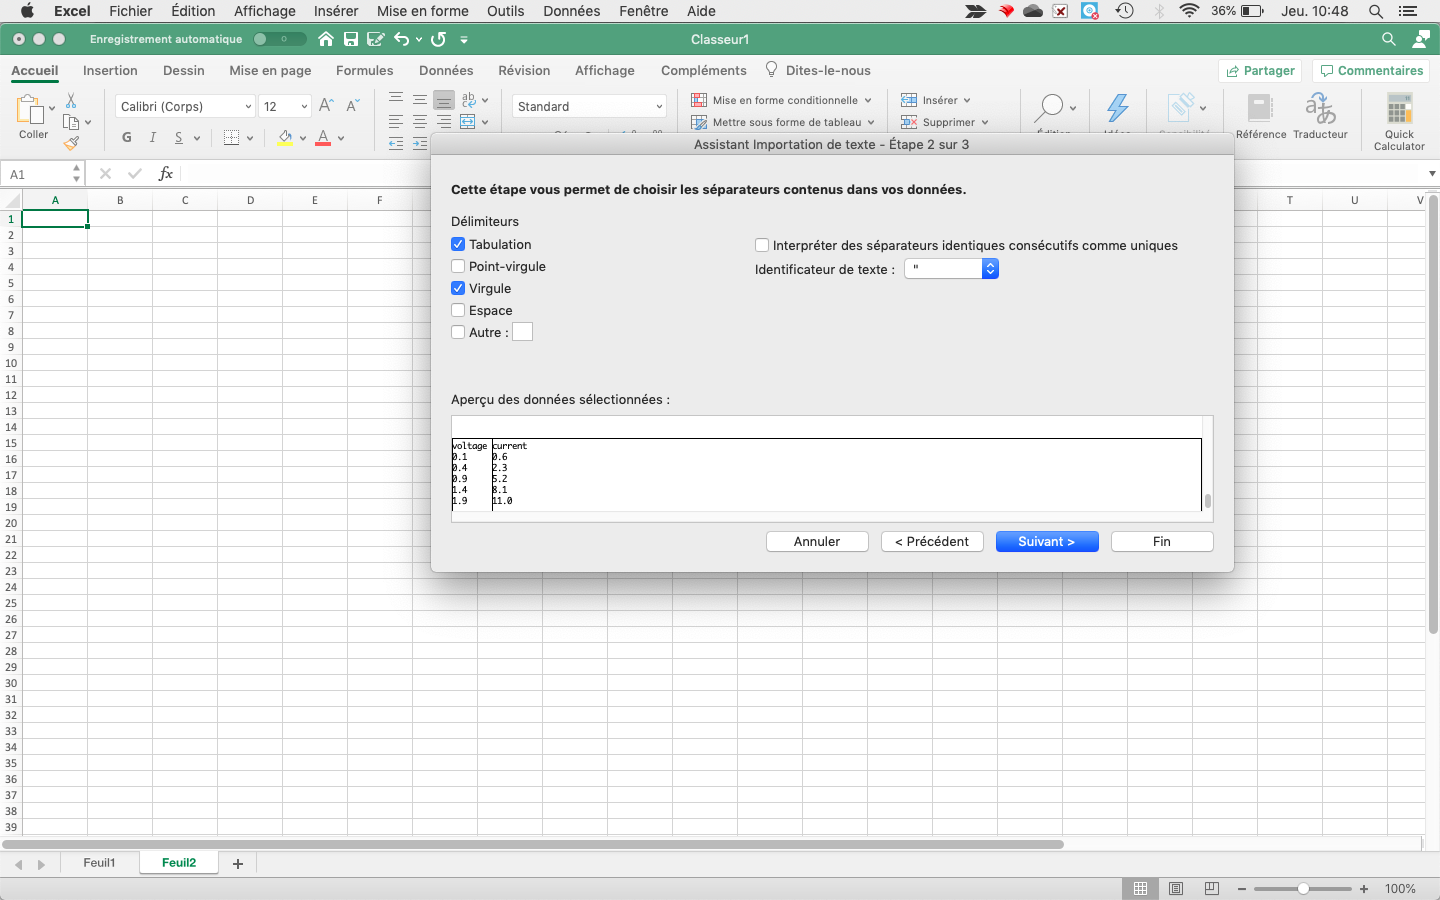 Excel Fichier Édition Affichage Insérer Mise en forme Outils Données Fenêtre Aide 36% Jeu. 10:48
Enregistrement automatique Classeur1
Accueil Insertion Dessin Mise en page Formules Données Révision Affichage Compléments Dites-le-nous Partager Commentaires
Coller Calibri (Corps) 12 Standard Mise en forme conditionnelle Insérer
G I S Mettre sous forme de tableau Supprimer Référence Traducteur Quick Calculator
A1 fx
Assistant Importation de texte - Étape 2 sur 3
Cette étape vous permet de choisir les séparateurs contenus dans vos données.
Délimiteurs
Tabulation
Point-virgule
Virgule
Espace
Autre :
Interpréter des séparateurs identiques consécutifs comme uniques
Identificateur de texte : "
Aperçu des données sélectionnées :
voltage current
0.1 0.6
0.4 2.3
0.9 5.2
1.4 8.1
1.9 11.0
Annuler < Précédent Suivant > Fin
A B C D E F T U V
1
2
3
4
5
6
7
8
9
10
11
12
13
14
15
16
17
18
19
20
21
22
23
24
25
26
27
28
29
30
31
32
33
34
35
36
37
38
39
Feuil1 Feuil2 +
100%